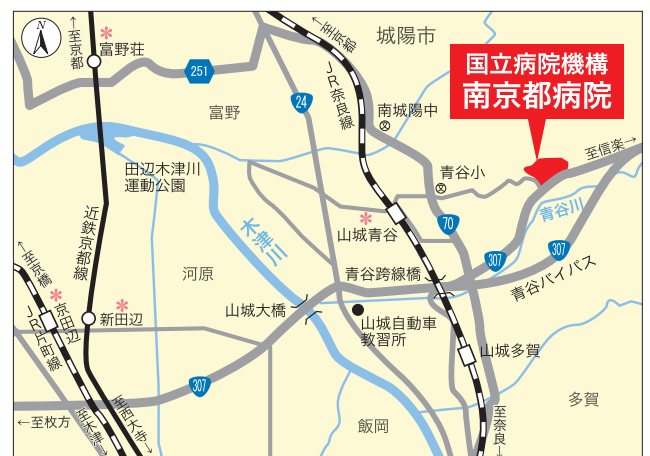 N
←至京都
富野荘
251
富野
24
←至京都
JR奈良線
城陽市
国立病院機構
南京都病院
南城陽中
文
青谷小
文
至信楽→
田辺木津川
運動公園
近鉄京都線
木津川
山城青谷
70
青谷川
307
307
青谷バイパス
←至京橋
京田辺
JR片町線
新田辺
河原
青谷跨線橋
山城大橋
山城自動車
教習所
山城多賀
307
飯岡
多賀
←至枚方
至木津→
至西大寺→
至奈良→